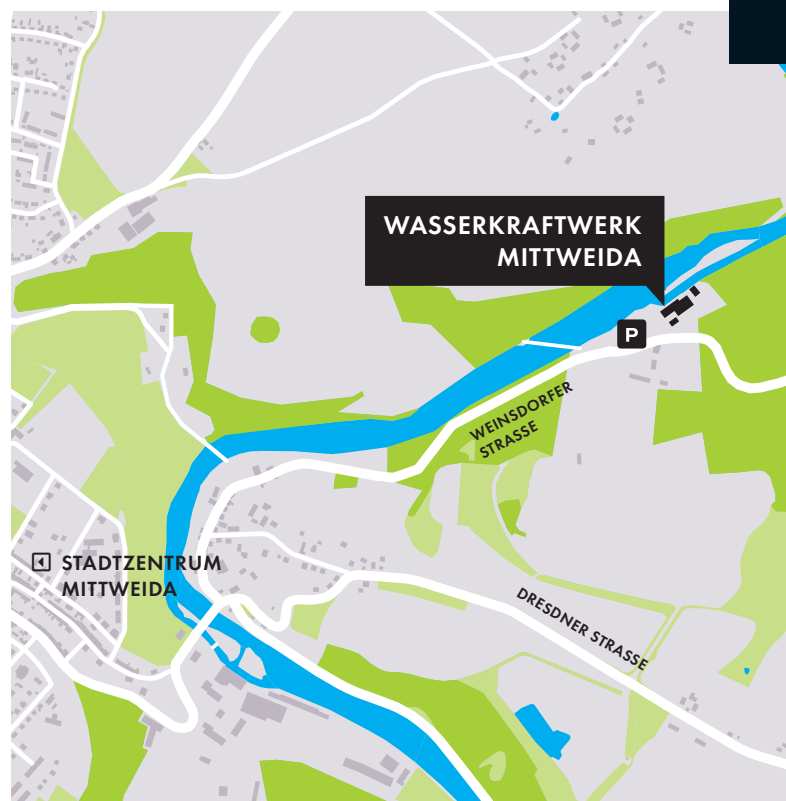 WASSERKRAFTWERK
MITTWEIDA
P
WEINSDORFER
STRASSE
STADTZENTRUM
MITTWEIDA
DRESDNER STRASSE